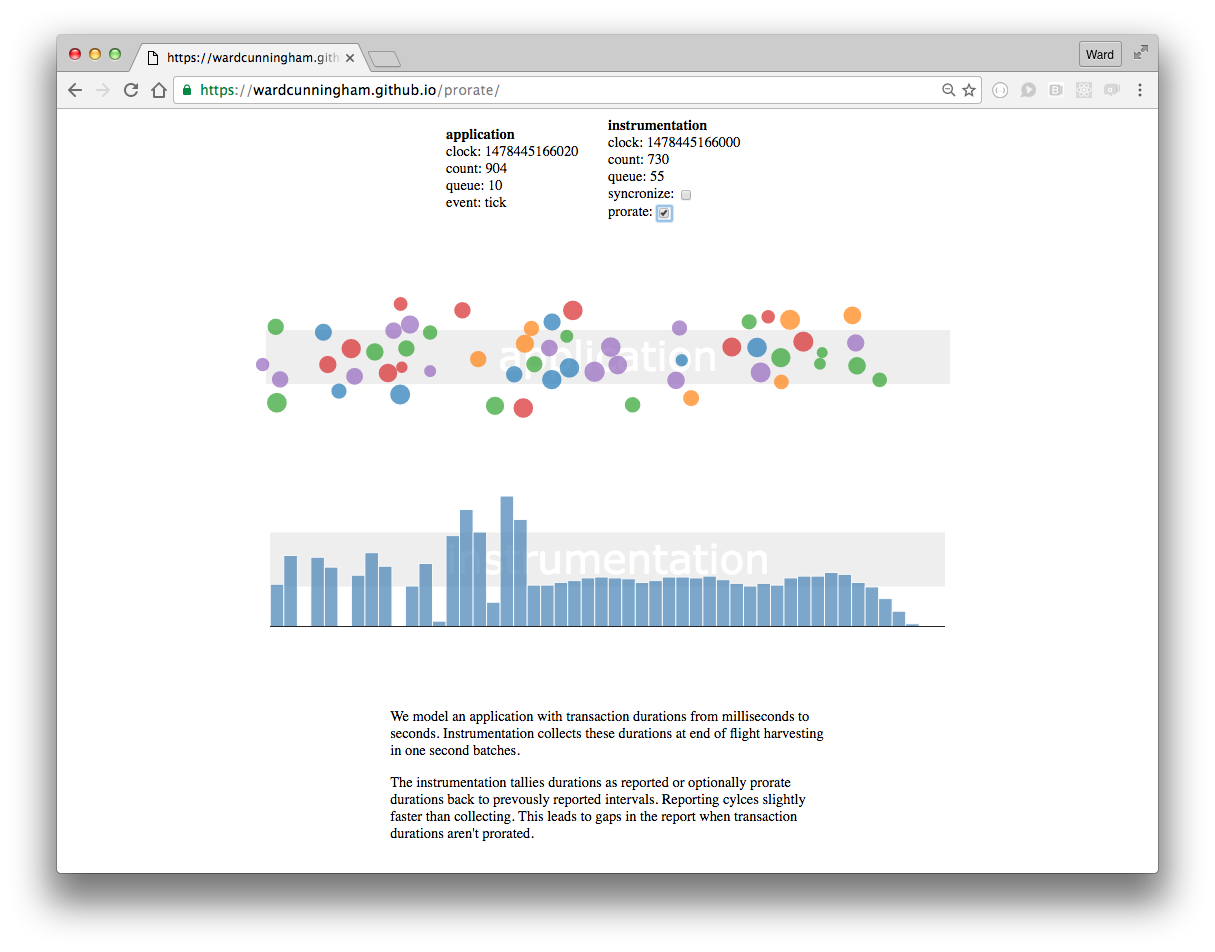 https://wardcunningham.gith
Ward
https://wardcunningham.github.io/prorate/
application
clock: 1478445166020
count: 904
queue: 10
event: tick
instrumentation
clock: 1478445166000
count: 730
queue: 55
syncronize:
prorate:
application
instrumentation
We model an application with transaction durations from milliseconds to
seconds. Instrumentation collects these durations at end of flight harvesting
in one second batches.
The instrumentation tallies durations as reported or optionally prorate
durations back to prevously reported intervals. Reporting cylces slightly
faster than collecting. This leads to gaps in the report when transaction
durations aren't prorated.